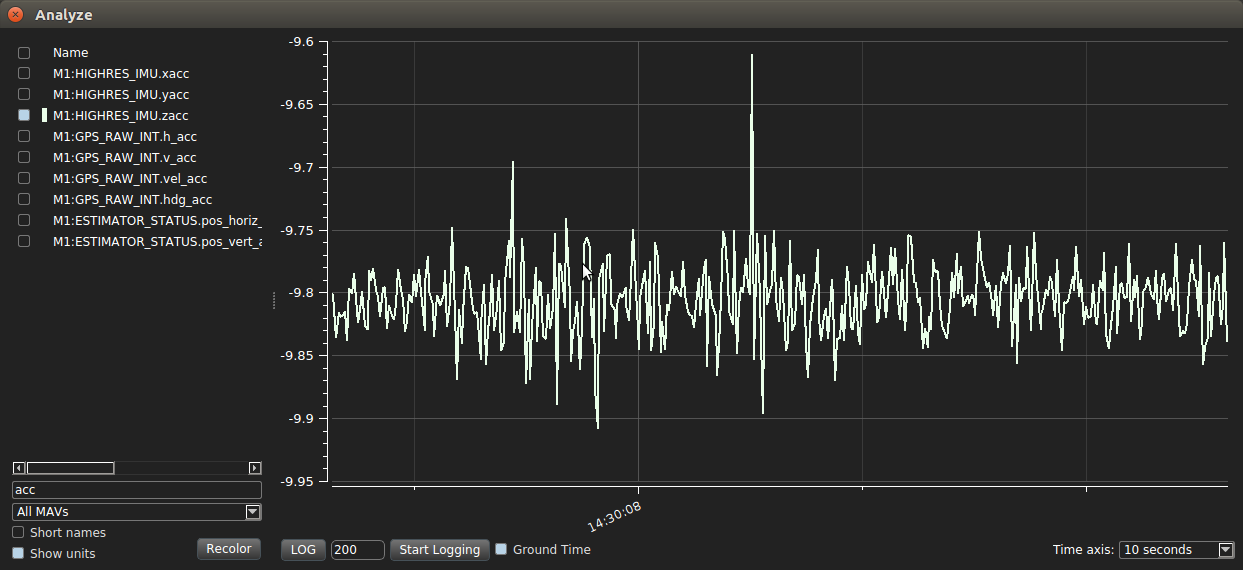 Analyze
Name
M1:HIGHRES_IMU.xacc
M1:HIGHRES_IMU.yacc
M1:HIGHRES_IMU.zacc
M1:GPS_RAW_INT.h_acc
M1:GPS_RAW_INT.v_acc
M1:GPS_RAW_INT.vel_acc
M1:GPS_RAW_INT.hdg_acc
M1:ESTIMATOR_STATUS.pos_horiz_
M1:ESTIMATOR_STATUS.pos_vert_a
acc
All MAVs
Short names
Show units
Recolor
-9.6
-9.65
-9.7
-9.75
-9.8
-9.85
-9.9
-9.95
14:30:08
LOG
200
Start Logging
Ground Time
Time axis:
10 seconds